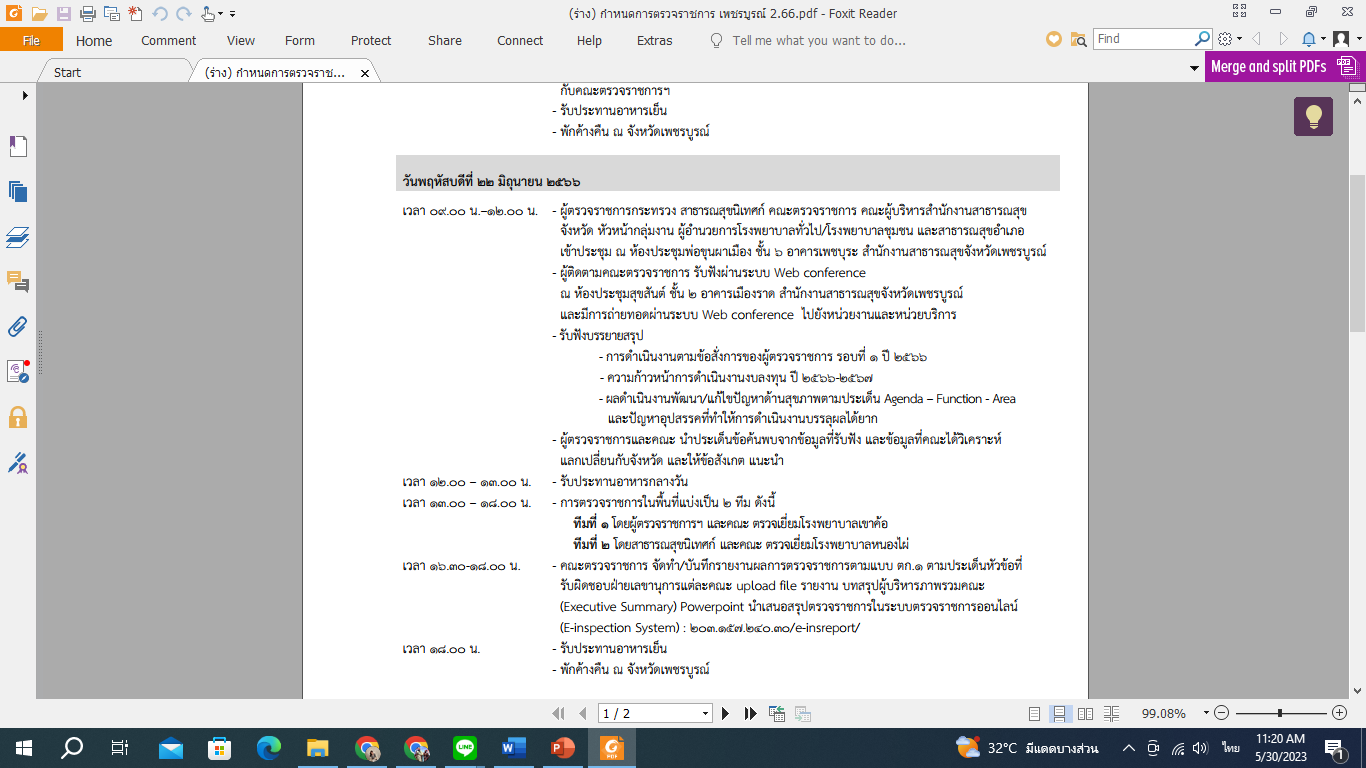 (ร่าง) กำหนดการตรวจราชการ เพชรบูรณ์ 2.66.pdf - Foxit Reader
File Home Comment View Form Protect Share Connect Help Extras Tell me what you want to do... Find
Start (ร่าง) กำหนดการตรวจราช... Merge and split PDFs
กับคณะตรวจราชการฯ
- รับประทานอาหารเย็น
- พักค้างคืน ณ จังหวัดเพชรบูรณ์
วันพฤหัสบดีที่ ๒๒ มิถุนายน ๒๕๖๖
เวลา ๐๙.๐๐ น.–๑๒.๐๐ น. - ผู้ตรวจราชการกระทรวง สาธารณสุขนิเทศก์ คณะตรวจราชการ คณะผู้บริหารสำนักงานสาธารณสุข
จังหวัด หัวหน้ากลุ่มงาน ผู้อำนวยการโรงพยาบาลทั่วไป/โรงพยาบาลชุมชน และสาธารณสุขอำเภอ
เข้าประชุม ณ ห้องประชุมพ่อขุนผาเมือง ชั้น ๖ อาคารเพชบุระ สำนักงานสาธารณสุขจังหวัดเพชรบูรณ์
- ผู้ติดตามคณะตรวจราชการ รับฟังผ่านระบบ Web conference
ณ ห้องประชุมสุขสันต์ ชั้น ๒ อาคารเมืองราด สำนักงานสาธารณสุขจังหวัดเพชรบูรณ์
และมีการถ่ายทอดผ่านระบบ Web conference ไปยังหน่วยงานและหน่วยบริการ
- รับฟังบรรยายสรุป
- การดำเนินงานตามข้อสั่งการของผู้ตรวจราชการ รอบที่ ๑ ปี ๒๕๖๖
- ความก้าวหน้าการดำเนินงานงบลงทุน ปี ๒๕๖๖-๒๕๖๗
- ผลดำเนินงานพัฒนา/แก้ไขปัญหาด้านสุขภาพตามประเด็น Agenda – Function - Area
และปัญหาอุปสรรคที่ทำให้การดำเนินงานบรรลุผลได้ยาก
- ผู้ตรวจราชการและคณะ นำประเด็นข้อค้นพบจากข้อมูลที่รับฟัง และข้อมูลที่คณะได้วิเคราะห์
แลกเปลี่ยนกับจังหวัด และให้ข้อสังเกต แนะนำ
เวลา ๑๒.๐๐ – ๑๓.๐๐ น. - รับประทานอาหารกลางวัน
เวลา ๑๓.๐๐ – ๑๘.๐๐ น. - การตรวจราชการในพื้นที่แบ่งเป็น ๒ ทีม ดังนี้
ทีมที่ ๑ โดยผู้ตรวจราชการฯ และคณะ ตรวจเยี่ยมโรงพยาบาลเขาค้อ
ทีมที่ ๒ โดยสาธารณสุขนิเทศก์ และคณะ ตรวจเยี่ยมโรงพยาบาลหนองไผ่
เวลา ๑๖.๓๐-๑๘.๐๐ น. - คณะตรวจราชการ จัดทำ/บันทึกรายงานผลการตรวจราชการตามแบบ ตก.๑ ตามประเด็นหัวข้อที่
รับผิดชอบฝ่ายเลขานุการแต่ละคณะ upload file รายงาน บทสรุปผู้บริหารภาพรวมคณะ
(Executive Summary) Powerpoint นำเสนอสรุปตรวจราชการในระบบตรวจราชการออนไลน์
(E-inspection System) : ๒๐๓.๑๕๗.๒๔๐.๓๐/e-insreport/
เวลา ๑๘.๐๐ น. - รับประทานอาหารเย็น
- พักค้างคืน ณ จังหวัดเพชรบูรณ์
1 / 2 99.08%
32°C มีแดดบางส่วน ไทย 11:20 AM
5/30/2023